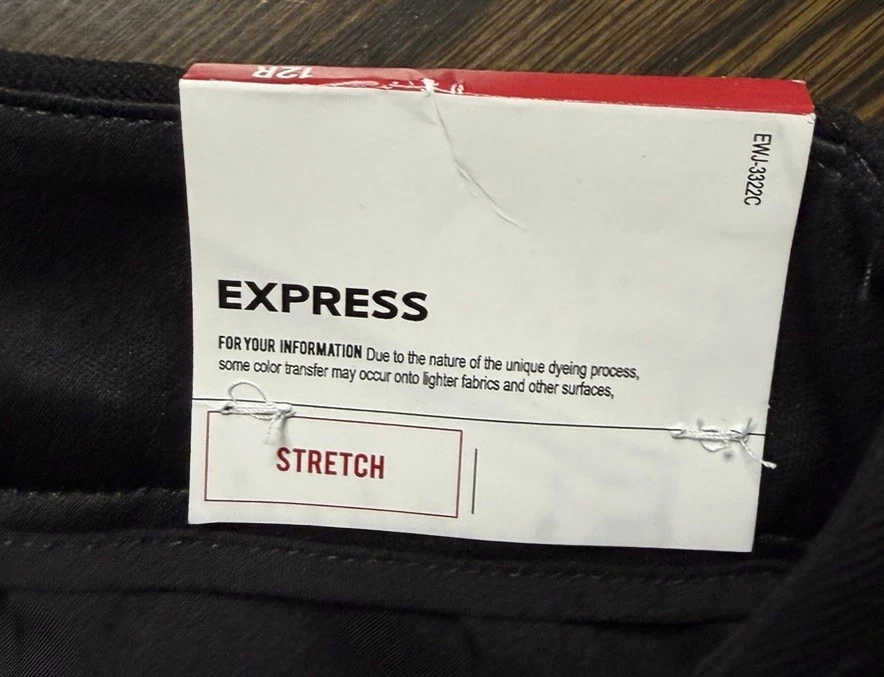 12R
EWJ-3322C
EXPRESS
FOR YOUR INFORMATION Due to the nature of the unique dyeing process,
some color transfer may occur onto lighter fabrics and other surfaces,
STRETCH